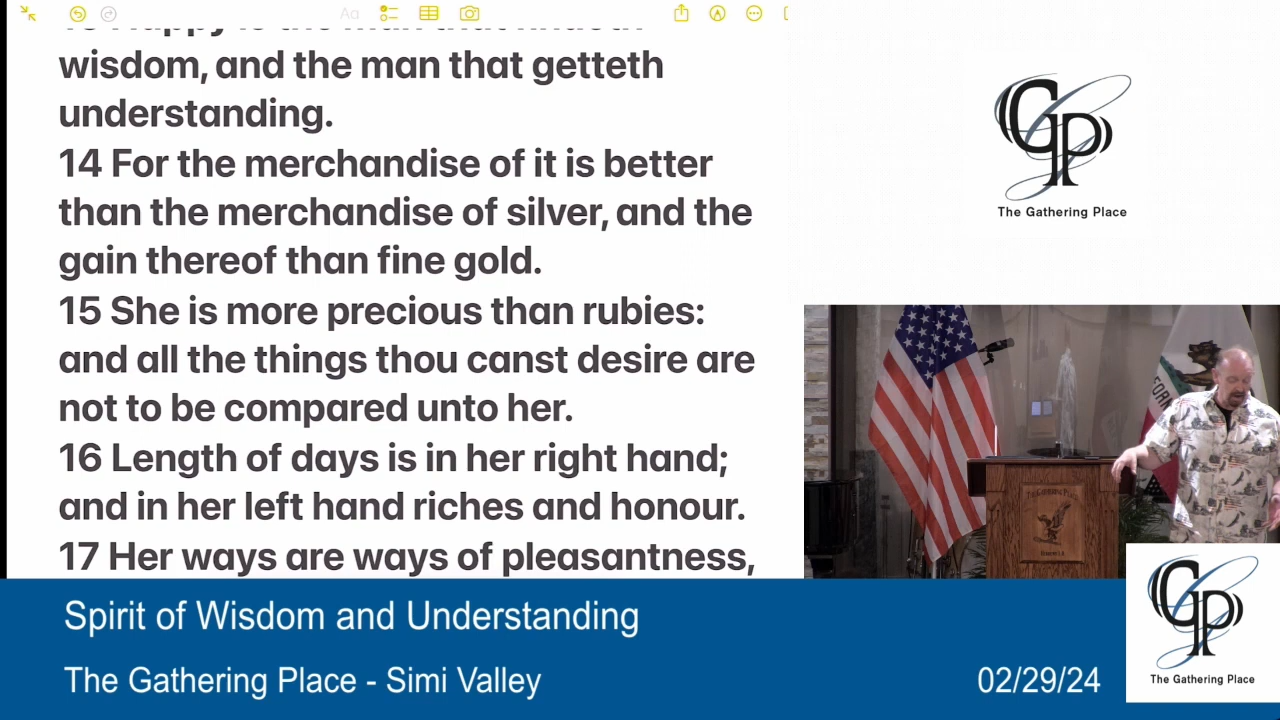 wisdom, and the man that getteth
understanding.
14 For the merchandise of it is better
than the merchandise of silver, and the
gain thereof than fine gold.
15 She is more precious than rubies:
and all the things thou canst desire are
not to be compared unto her.
16 Length of days is in her right hand;
and in her left hand riches and honour.
17 Her ways are ways of pleasantness,
GP
The Gathering Place
Spirit of Wisdom and Understanding
The Gathering Place - Simi Valley
02/29/24
GP
The Gathering Place